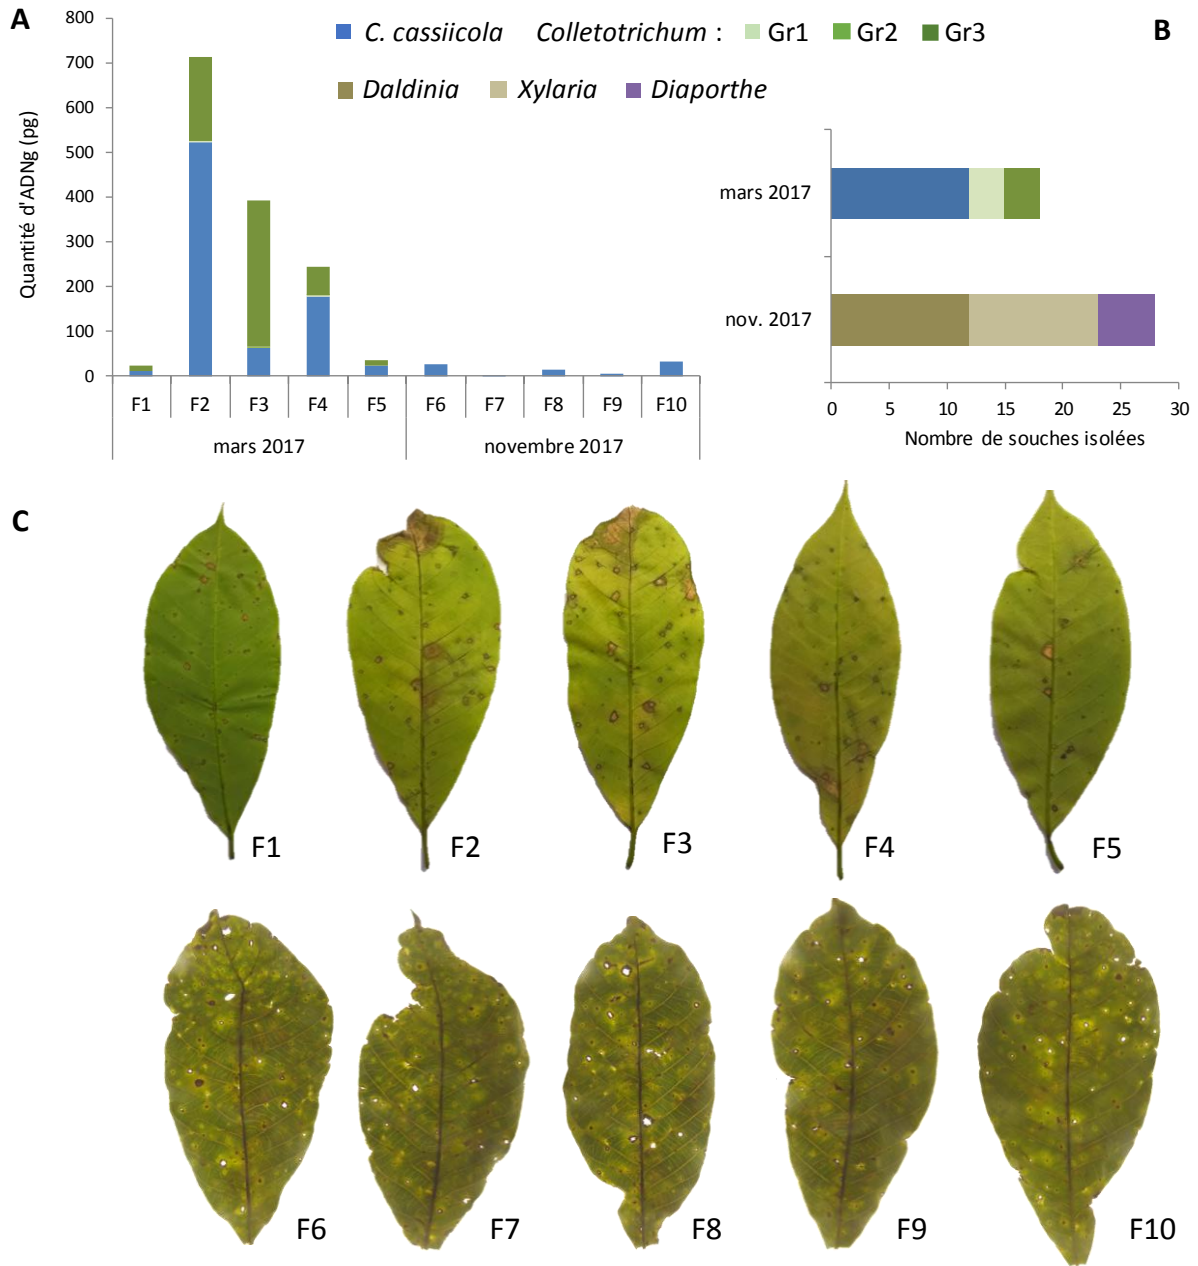 A
B
C. cassiicola Colletotrichum : Gr1 Gr2 Gr3
Daldinia Xylaria Diaporthe
Quantité d'ADNg (pg)
800
700
600
500
400
300
200
100
0
F1 F2 F3 F4 F5 F6 F7 F8 F9 F10
mars 2017 novembre 2017
mars 2017
nov. 2017
0 5 10 15 20 25 30
Nombre de souches isolées
C
F1 F2 F3 F4 F5
F6 F7 F8 F9 F10